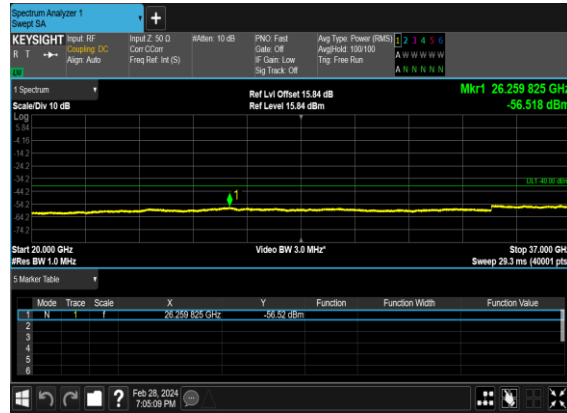 Spectrum Analyzer 1
Swept SA
+
KEYSIGHT
R T
LW
Input: RF
Coupling: DC
Align: Auto
Input Z: 50 Ω
Corr CCorr
Freq Ref: Int (S)
#Atten: 10 dB
PNO: Fast
Gate: Off
IF Gain: Low
Sig Track: Off
Avg Type: Power (RMS)
Avg|Hold: 100/100
Trig: Free Run
1 2 3 4 5 6
A W W W W W
A N N N N N
1 Spectrum
Scale/Div 10 dB
Ref Lvl Offset 15.84 dB
Ref Level 15.84 dBm
Mkr1 26.259 825 GHz
-56.518 dBm
Log
5.84
-4.16
-14.2
-24.2
-34.2
-44.2
-54.2
-64.2
-74.2
DL1 -40.00 dBm
1
Start 20.000 GHz
#Res BW 1.0 MHz
Video BW 3.0 MHz*
Stop 37.000 GHz
Sweep 29.3 ms (40001 pts)
5 Marker Table
Mode Trace Scale X Y Function Function Width Function Value
1 N 1 f 26.259 825 GHz -56.52 dBm
2
3
4
5
6
?
Feb 28, 2024
7:05:09 PM